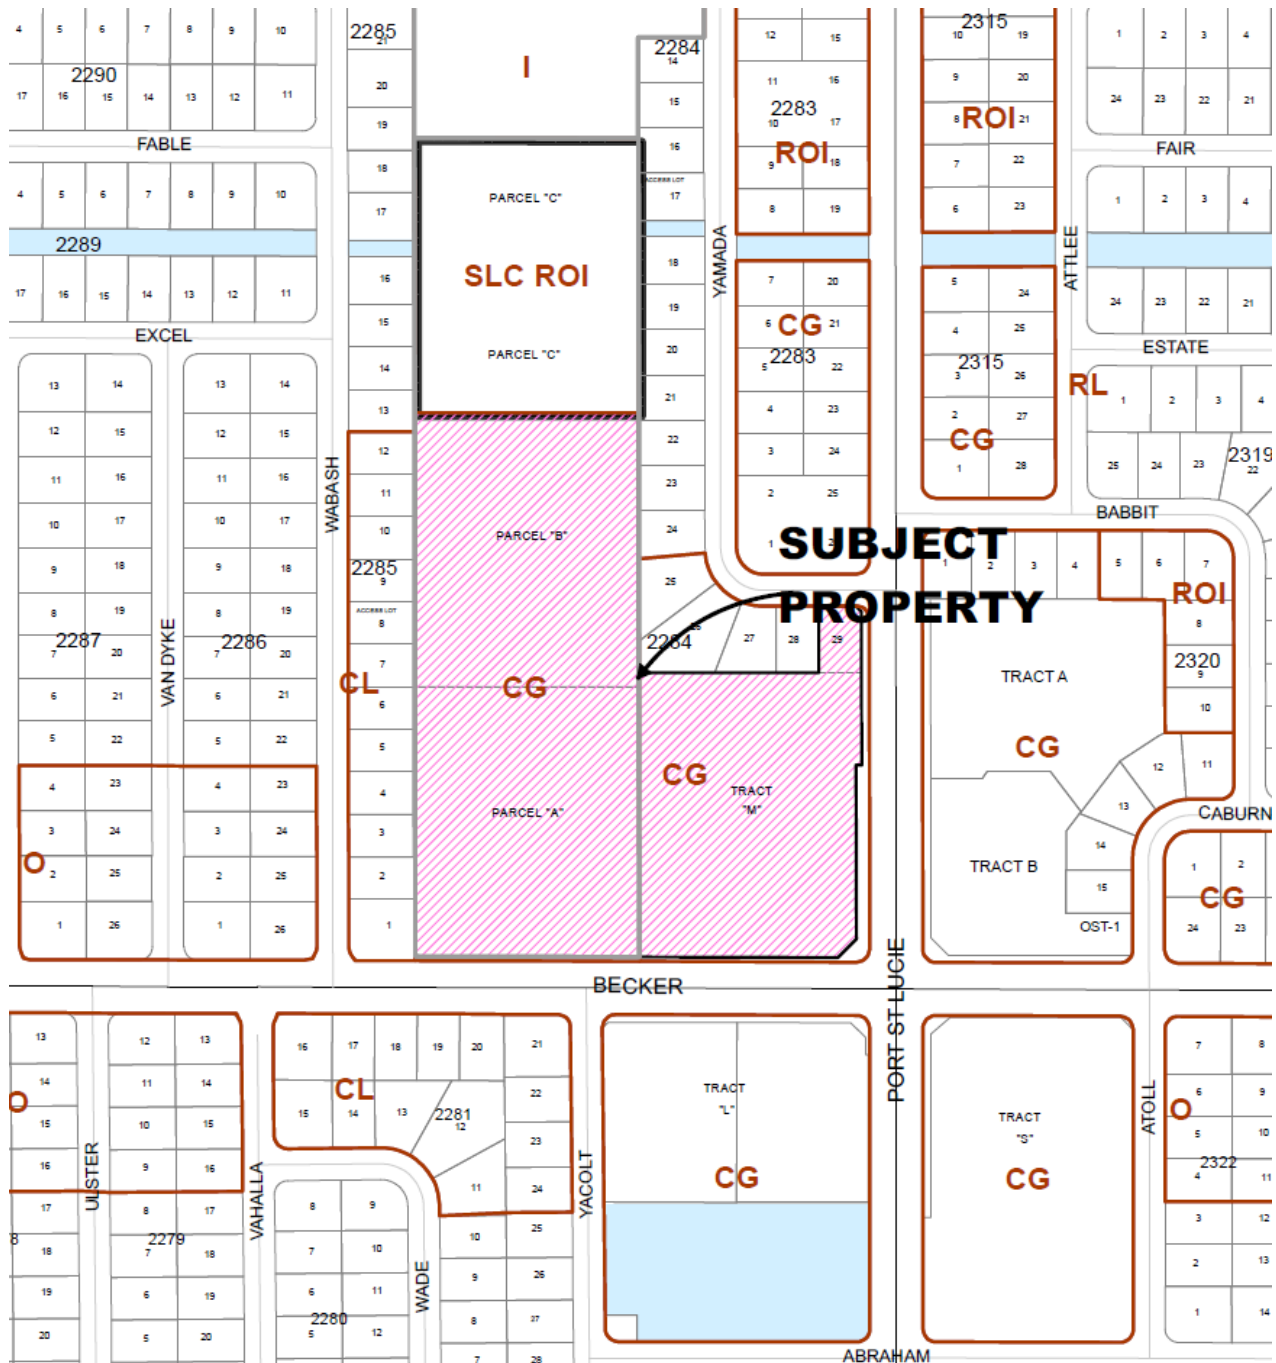 4 5 6 7 8 9 10
2290
17 16 15 14 13 12 11
FABLE
4 5 6 7 8 9 10
2289
17 16 15 14 13 12 11
EXCEL
2285
21
20
19
18
17
16
15
14
13
12
11
10
2285
9
ACCESS LOT
8
7
CL
6
5
4
3
2
1
WABASH
I
PARCEL "C"
SLC ROI
PARCEL "C"
PARCEL "B"
CG
PARCEL "A"
2284
14
15
16
ACCESS LOT
17
18
19
20
21
22
23
24
25
26
2284
27 28 29
CG
TRACT
"M"
YAMADA
12 15
11 16
2283
10 17
ROI
9 18
8 19
7 20
6 CG 21
2283
5 22
4 23
3 24
2 25
1
SUBJECT
PROPERTY
2315
10 19
9 20
8 ROI 21
7 22
6 23
5 24
4 25
2315
3 26
2 27
CG
1 28
ATTLEE
1 2 3 4
24 23 22 21
FAIR
1 2 3 4
24 23 22 21
ESTATE
RL
1 2 3 4
25 24 23 2319
22
BABBIT
1 2 3 4 5 6 7
ROI
8
2320
9
10
11
12
13
14
15
OST-1
TRACT A
CG
TRACT B
CABURN
1 2
CG
24 23
13 14 13 14
12 15 12 15
11 16 11 16
10 17 10 17
9 18 9 18
8 19 8 19
2287 2286
7 20 7 20
6 21 6 21
5 22 5 22
4 23 4 23
3 24 3 24
O
2 25 2 25
1 26 1 26
VAN DYKE
BECKER
PORT ST LUCIE
13 12 13
14 11 14
O
15 10 15
16 9 16
17 8 17
8 2279
18 7 18
19 6 19
20 5 20
ULSTER
VAHALLA
16 17 18 19 20 21
CL
15 14 13 2281
12
22
23
11 24
8 9 10 25
7 10 9 26
6 11 8 27
2280
5 12 7 28
WADE
YACOLT
TRACT
"L"
CG
TRACT
"S"
CG
ATOLL
7 8
6 9
O
5 10
2322
4 11
3 12
2 13
1 14
ABRAHAM